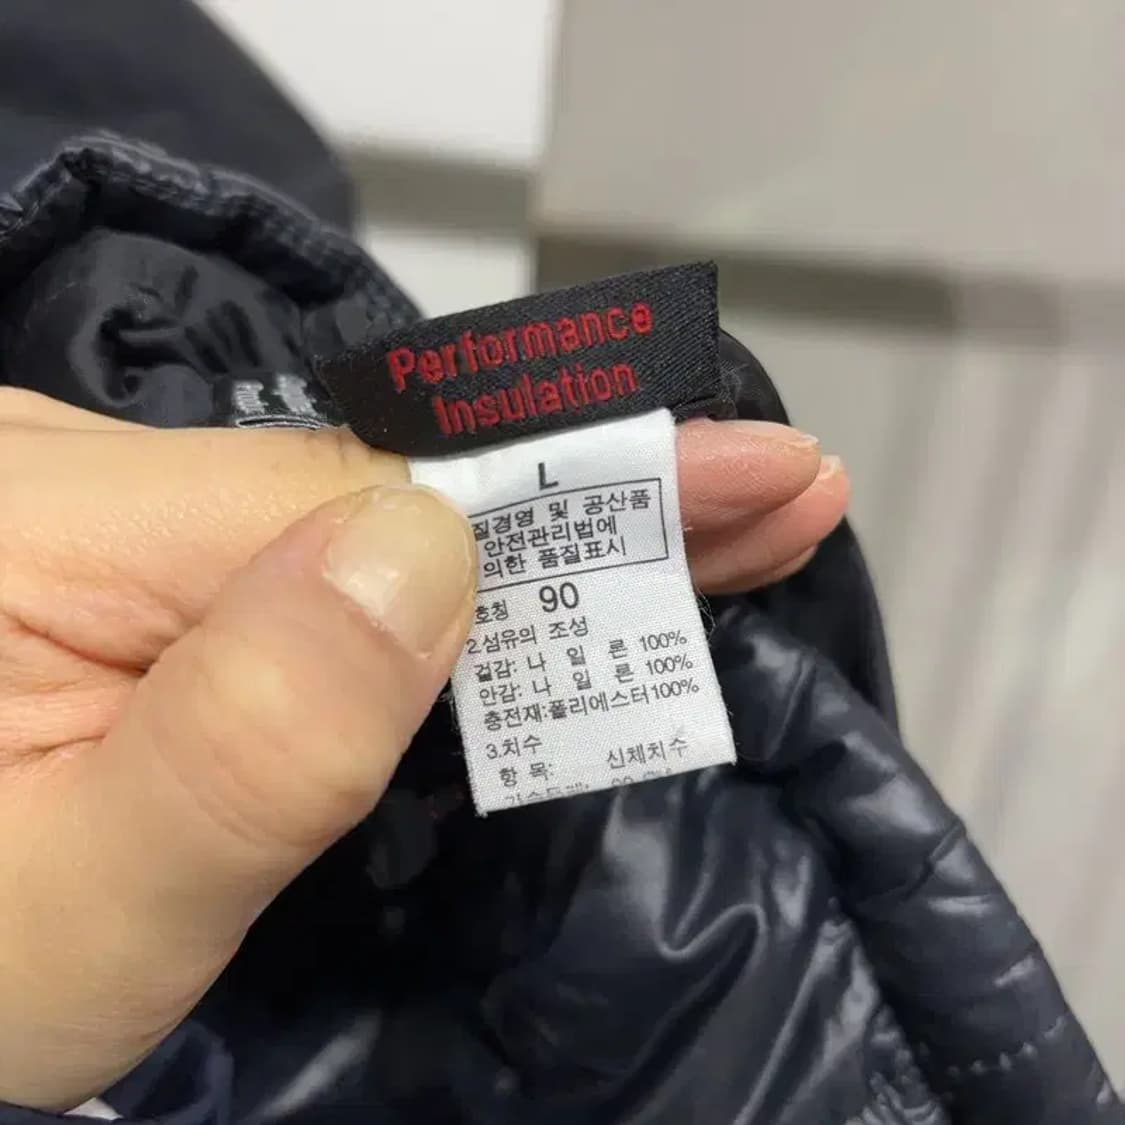 Performance
Insulation
L
질경영 및 공산품
안전관리법에
의한 품질표시
호칭 90
2.섬유의 조성
겉감: 나 일 론 100%
안감: 나 일 론 100%
충전재:폴리에스터100%
3.치수
항 목: 신체치수